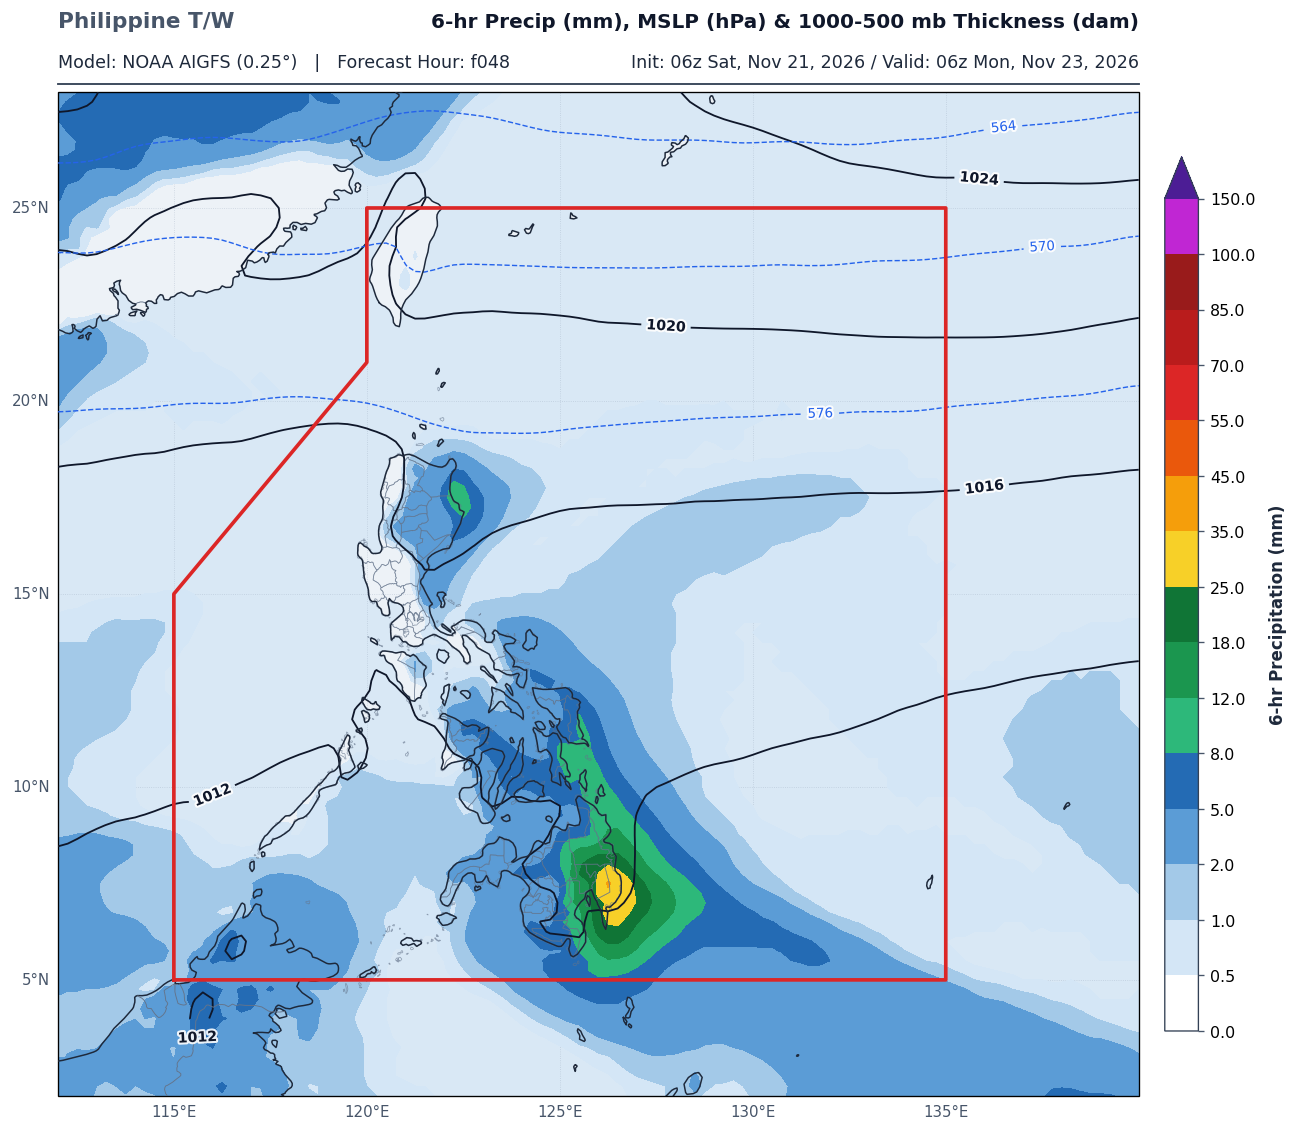 Philippine T/W
6-hr Precip (mm), MSLP (hPa) & 1000-500 mb Thickness (dam)
Model: NOAA AIGFS (0.25°) | Forecast Hour: f048
Init: 06z Sat, Nov 21, 2026 / Valid: 06z Mon, Nov 23, 2026
564
1024
25°N
570
1020
20°N
576
1016
15°N
1012
10°N
5°N
1012
115°E
120°E
125°E
130°E
135°E
150.0
100.0
85.0
70.0
55.0
45.0
35.0
25.0
18.0
12.0
8.0
5.0
2.0
1.0
0.5
0.0
6-hr Precipitation (mm)